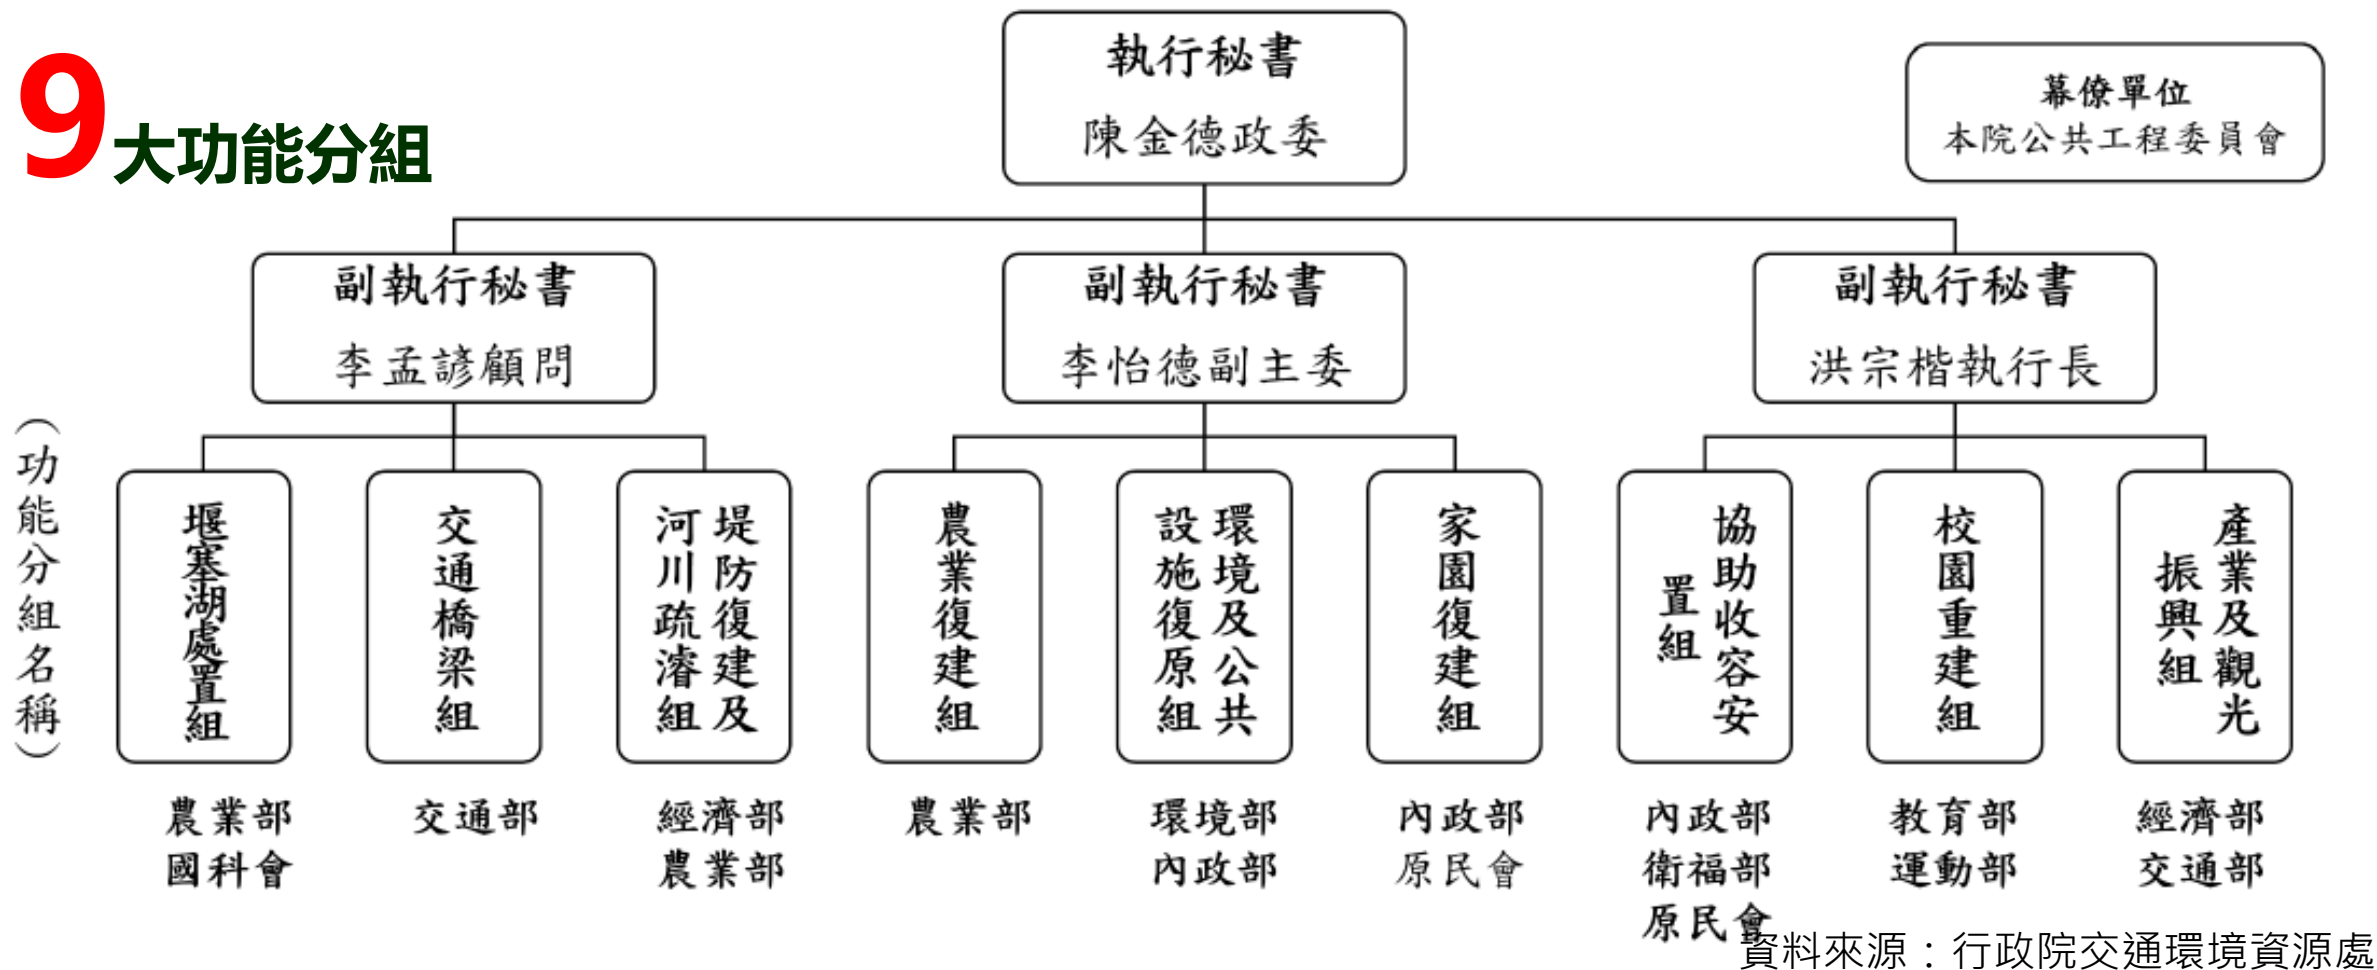 9大功能分組
執行秘書
陳金德政委
幕僚單位
本院公共工程委員會
副執行秘書
李孟諺顧問
副執行秘書
李怡德副主委
副執行秘書
洪宗楷執行長
(功能分組名稱)
堰塞湖處置組
交通橋梁組
堤防復建及
河川疏濬組
農業復建組
環境及公共
設施復原組
家園復建組
協助收容安
置組
校園重建組
產業及觀光
振興組
農業部
國科會
交通部
經濟部
農業部
農業部
環境部
內政部
內政部
原民會
內政部
衛福部
原民會
教育部
運動部
經濟部
交通部
資料來源：行政院交通環境資源處